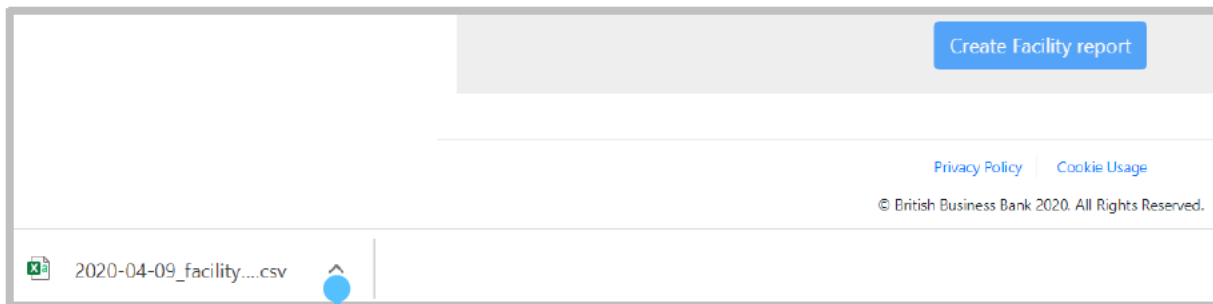 Create Facility report
Privacy Policy Cookie Usage
© British Business Bank 2020. All Rights Reserved.
2020-04-09_facility....csv